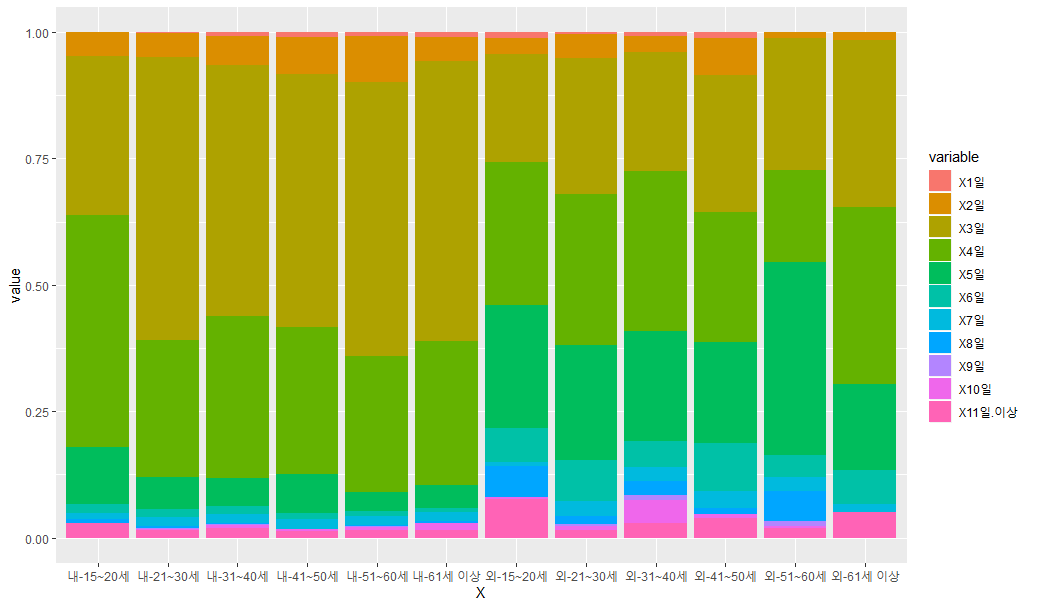 1.00
0.75
0.50
0.25
0.00
value
내-15~20세 내-21~30세 내-31~40세 내-41~50세 내-51~60세 내-61세 이상 외-15~20세 외-21~30세 외-31~40세 외-41~50세 외-51~60세 외-61세 이상
X
variable
X1일
X2일
X3일
X4일
X5일
X6일
X7일
X8일
X9일
X10일
X11일.이상